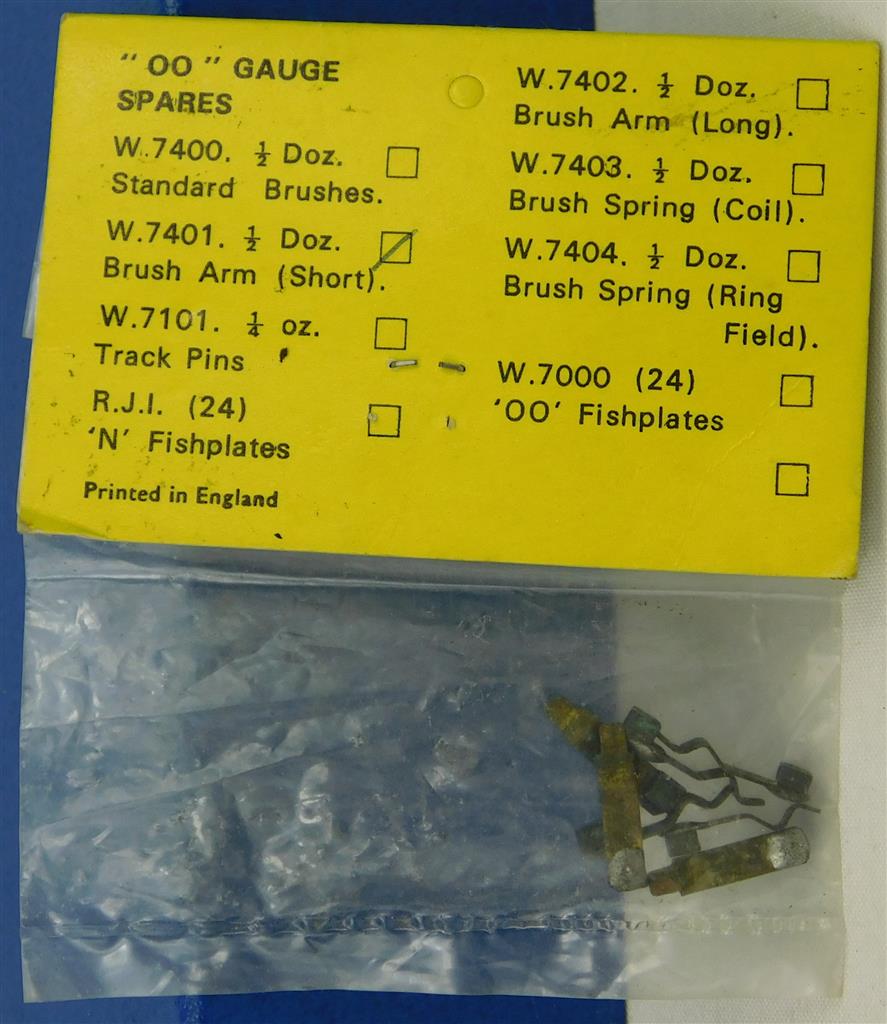 “ OO ” GAUGE
SPARES
W.7400. ½ Doz.
Standard Brushes.
W.7401. ½ Doz.
Brush Arm (Short).
W.7101. ¼ oz.
Track Pins
R.J.I. (24)
‘N’ Fishplates
Printed in England
W.7402. ½ Doz.
Brush Arm (Long).
W.7403. ½ Doz.
Brush Spring (Coil).
W.7404. ½ Doz.
Brush Spring (Ring
Field).
W.7000 (24)
‘OO’ Fishplates